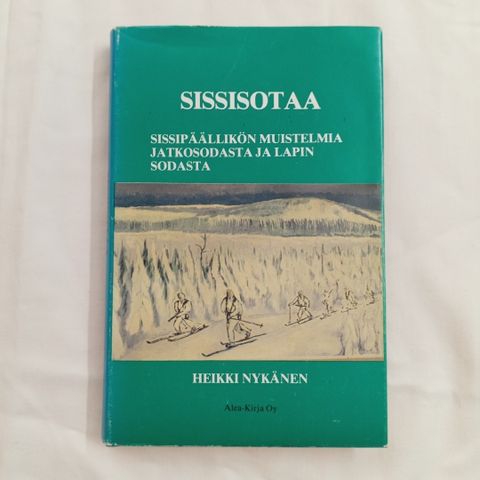 SISSISOTAA
SISSIPÄÄLLIKÖN MUISTELMIA
JATKOSODASTA JA LAPIN
SODASTA
HEIKKI NYKÄNEN
Alea-Kirja Oy